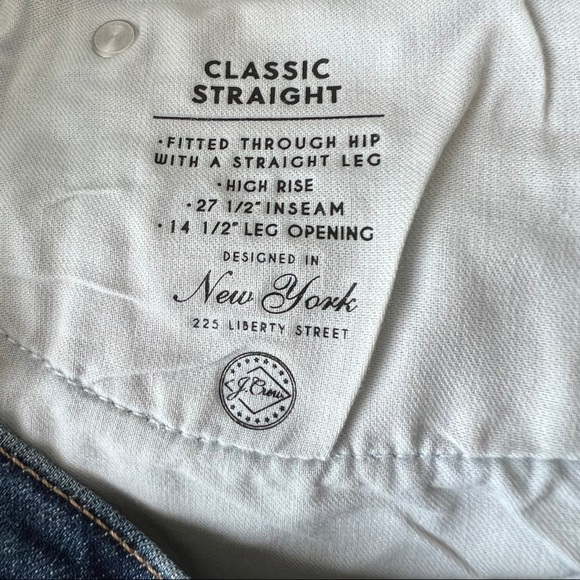 CLASSIC
STRAIGHT
·FITTED THROUGH HIP
WITH A STRAIGHT LEG
·HIGH RISE
·27 1/2" INSEAM
·14 1/2" LEG OPENING
DESIGNED IN
New York
225 LIBERTY STREET
J.Crew